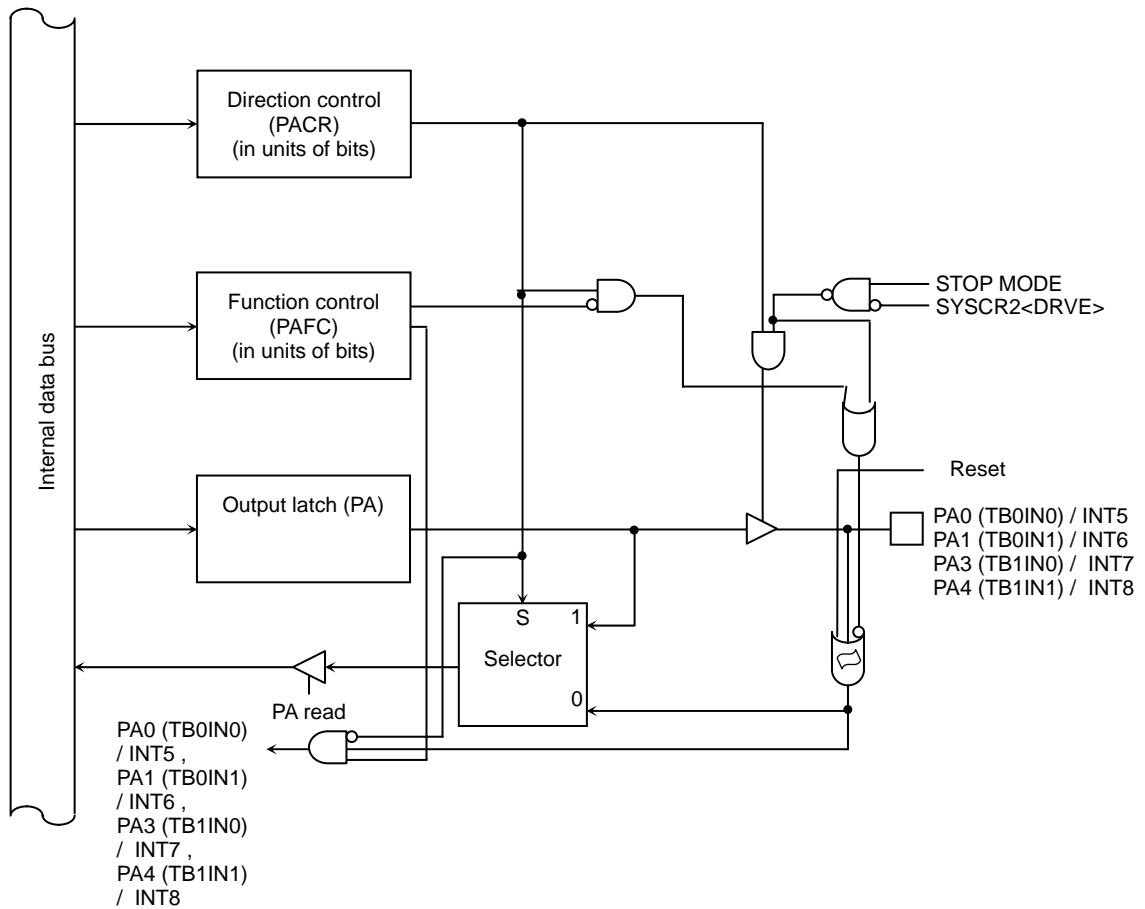 Internal data bus
Direction control
(PACR)
(in units of bits)
Function control
(PAFC)
(in units of bits)
STOP MODE
SYSCR2<DRVE>
Output latch (PA)
Reset
PA0 (TB0IN0) / INT5
PA1 (TB0IN1) / INT6
PA3 (TB1IN0) /  INT7
PA4 (TB1IN1) /  INT8
S
1
Selector
0
PA read
PA0 (TB0IN0)
/ INT5 ,
PA1 (TB0IN1)
/ INT6 ,
PA3 (TB1IN0)
/  INT7 ,
PA4 (TB1IN1)
/  INT8